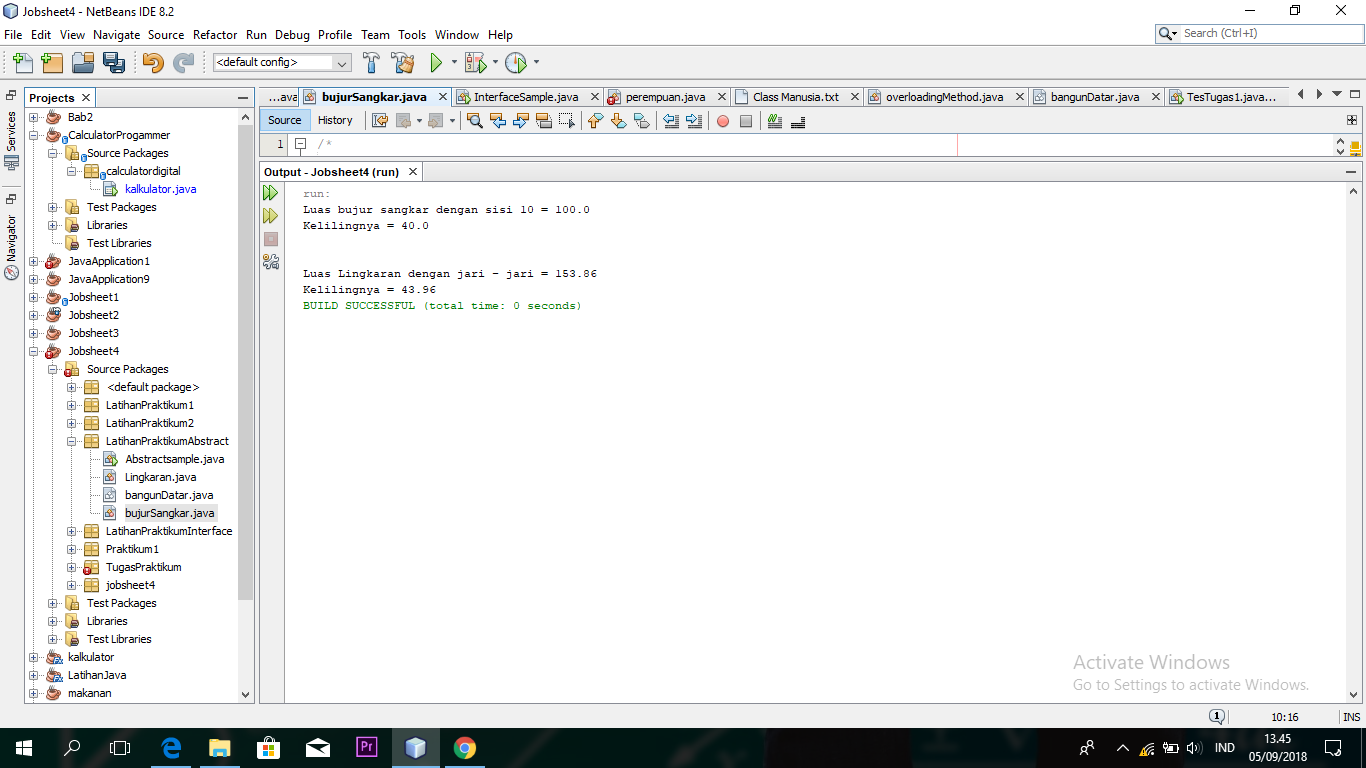 Jobsheet4 - NetBeans IDE 8.2
File Edit View Navigate Source Refactor Run Debug Profile Team Tools Window Help
Search (Ctrl+I)
<default config>
Projects
Services
Navigator
Bab2
CalculatorProgammer
Source Packages
calculatordigital
kalkulator.java
Test Packages
Libraries
Test Libraries
JavaApplication1
JavaApplication9
Jobsheet1
Jobsheet2
Jobsheet3
Jobsheet4
Source Packages
<default package>
LatihanPraktikum1
LatihanPraktikum2
LatihanPraktikumAbstract
Abstractsample.java
Lingkaran.java
bangunDatar.java
bujurSangkar.java
LatihanPraktikumInterface
Praktikum1
TugasPraktikum
jobsheet4
Test Packages
Libraries
Test Libraries
kalkulator
LatihanJava
makanan
...ava bujurSangkar.java InterfaceSample.java perempuan.java Class Manusia.txt overloadingMethod.java bangunDatar.java TesTugas1.java...
Source History
1 /*
Output - Jobsheet4 (run)
run:
Luas bujur sangkar dengan sisi 10 = 100.0
Kelilingnya = 40.0
Luas Lingkaran dengan jari - jari = 153.86
Kelilingnya = 43.96
BUILD SUCCESSFUL (total time: 0 seconds)
Activate Windows
Go to Settings to activate Windows.
1 10:16 INS
Pr
IND
13.45
05/09/2018